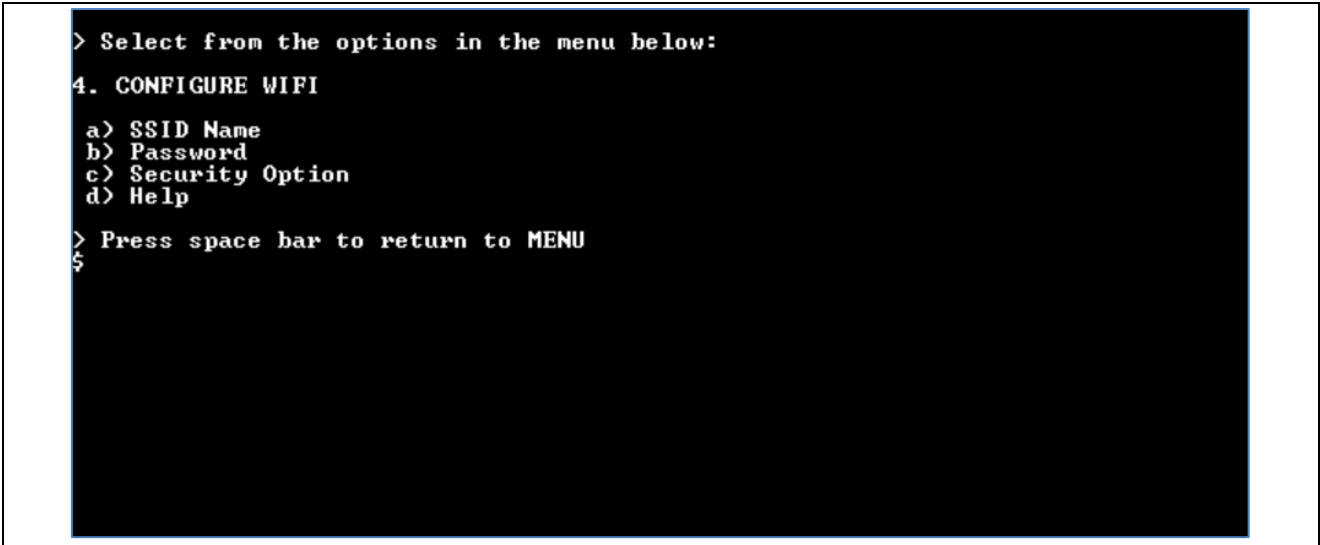 > Select from the options in the menu below:
4. CONFIGURE WIFI
a) SSID Name
b) Password
c) Security Option
d) Help
> Press space bar to return to MENU
$